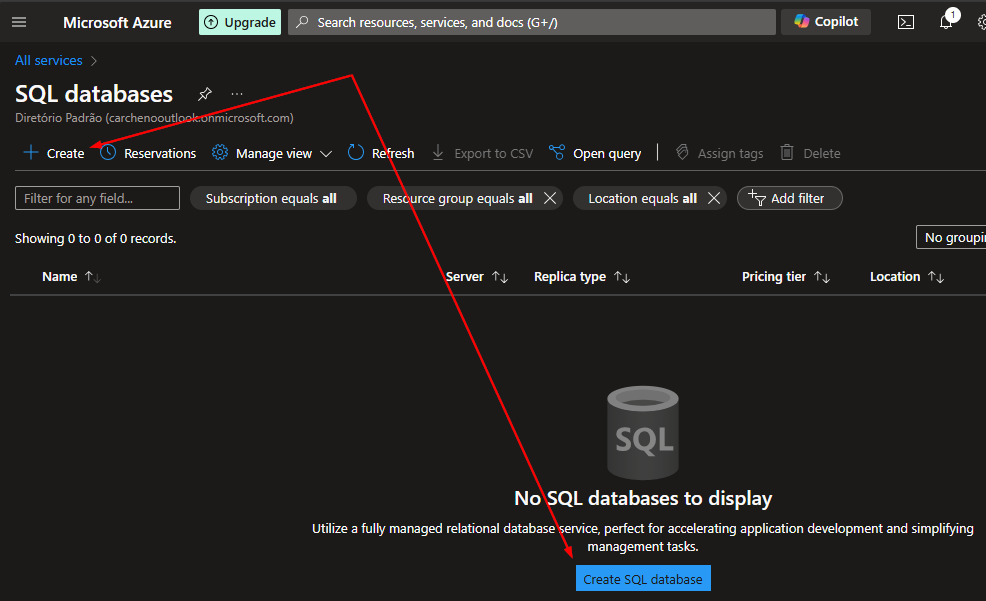 Microsoft Azure Upgrade Search resources, services, and docs (G+/) Copilot 1
All services
SQL databases ...
Diretório Padrão (carchenooutlook.onmicrosoft.com)
Create Reservations Manage view Refresh Export to CSV Open query Assign tags Delete
Filter for any field... Subscription equals all Resource group equals all Location equals all Add filter
Showing 0 to 0 of 0 records. No groupi
Name Server Replica type Pricing tier Location
SQL
No SQL databases to display
Utilize a fully managed relational database service, perfect for accelerating application development and simplifying
management tasks.
Create SQL database